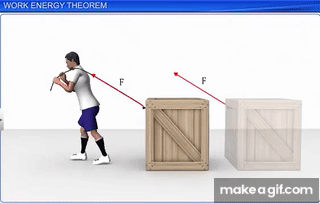 WORK ENERGY THEOREM
F
F
make a gif.com